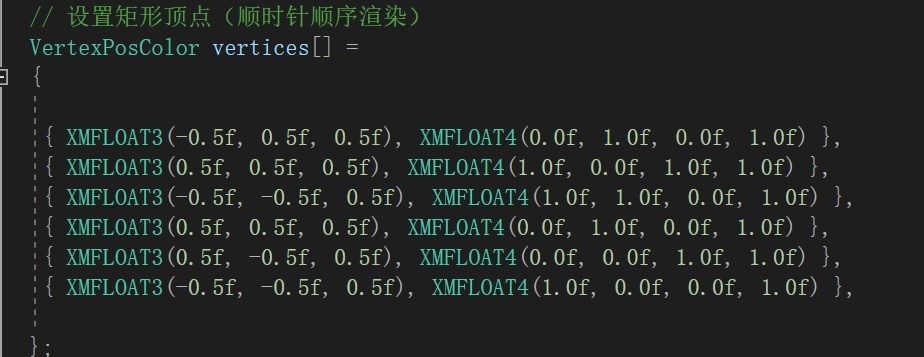 // 设置矩形顶点（顺时针顺序渲染）
VertexPosColor vertices[] =
{
{ XMFLOAT3(-0.5f, 0.5f, 0.5f), XMFLOAT4(0.0f, 1.0f, 0.0f, 1.0f) },
{ XMFLOAT3(0.5f, 0.5f, 0.5f), XMFLOAT4(1.0f, 0.0f, 1.0f, 1.0f) },
{ XMFLOAT3(-0.5f, -0.5f, 0.5f), XMFLOAT4(1.0f, 1.0f, 0.0f, 1.0f) },
{ XMFLOAT3(0.5f, 0.5f, 0.5f), XMFLOAT4(0.0f, 1.0f, 0.0f, 1.0f) },
{ XMFLOAT3(0.5f, -0.5f, 0.5f), XMFLOAT4(0.0f, 0.0f, 1.0f, 1.0f) },
{ XMFLOAT3(-0.5f, -0.5f, 0.5f), XMFLOAT4(1.0f, 0.0f, 0.0f, 1.0f) },
};